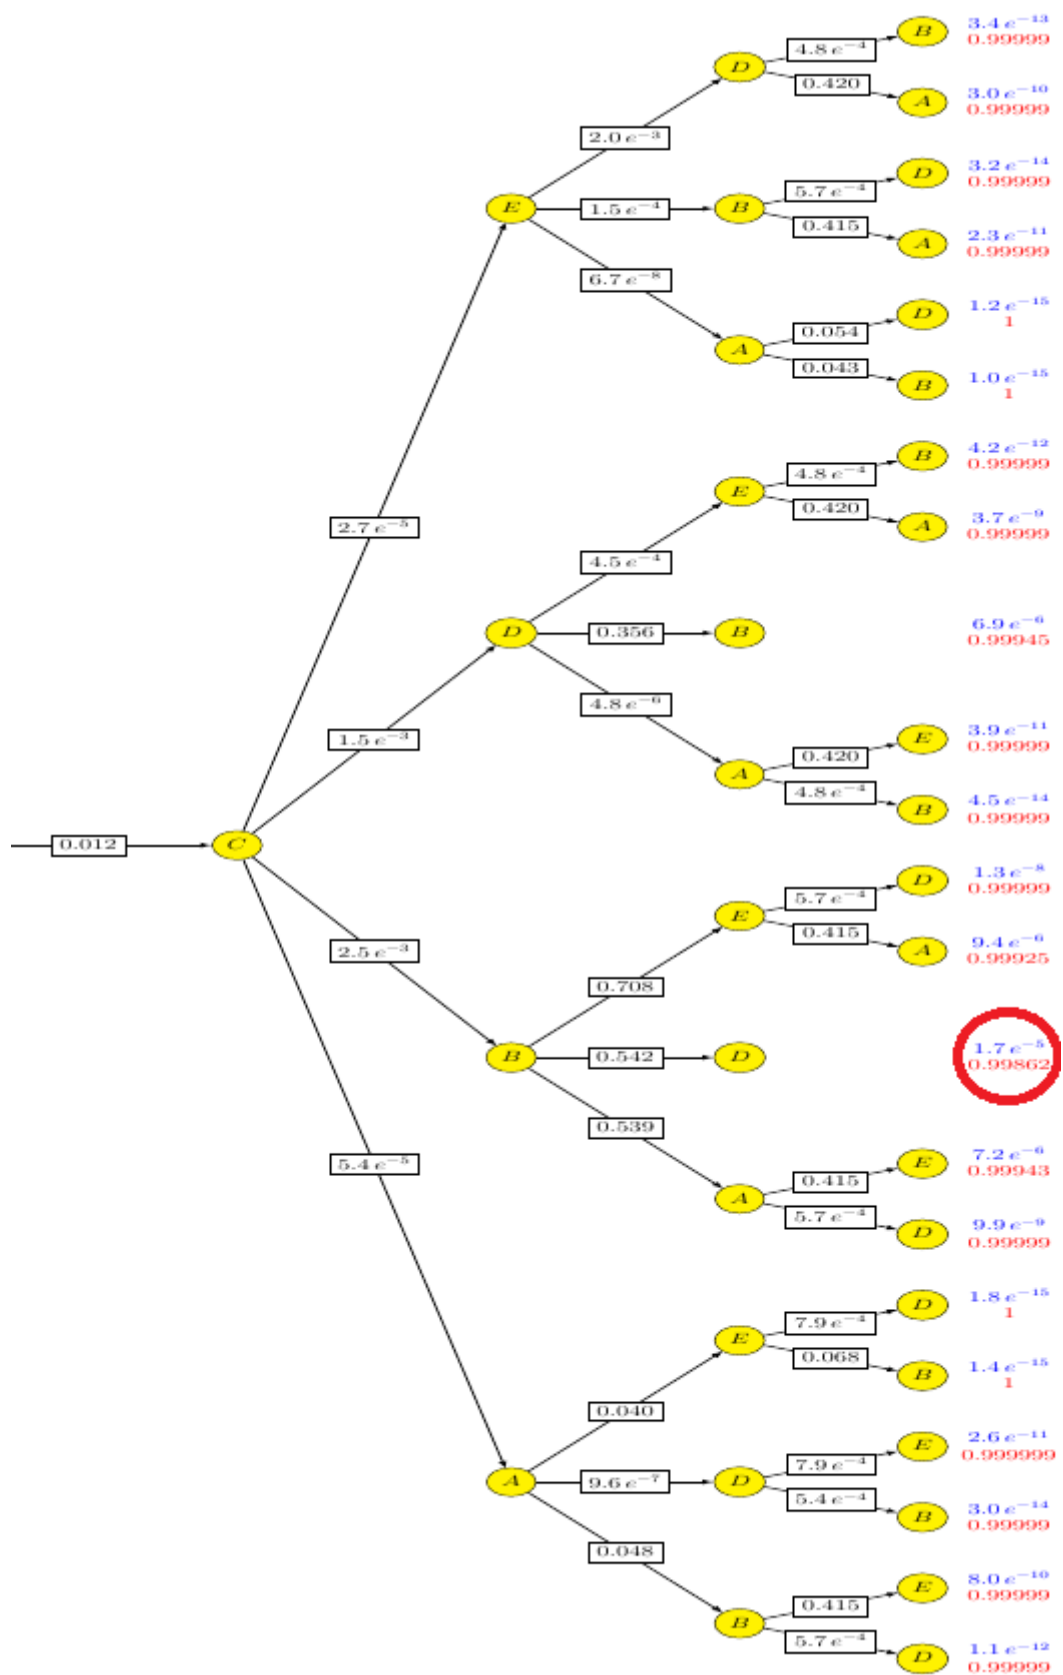 B 3.4 e⁻¹³
4.8 e⁻⁴ 0.99999
D
0.420
A 3.0 e⁻¹⁰
0.99999
2.0 e⁻³
D 3.2 e⁻¹⁴
5.7 e⁻⁴ 0.99999
E 1.5 e⁻⁴ B
0.415
A 2.3 e⁻¹¹
0.99999
6.7 e⁻⁸
D 1.2 e⁻¹⁵
0.054 1
A
0.043
B 1.0 e⁻¹⁵
1
B 4.2 e⁻¹²
4.8 e⁻⁴ 0.99999
E
0.420
2.7 e⁻⁵ A 3.7 e⁻⁹
0.99999
4.5 e⁻⁴
D 0.356 B 6.9 e⁻⁶
0.99945
4.8 e⁻⁶
1.5 e⁻³ E 3.9 e⁻¹¹
0.420 0.99999
A
4.8 e⁻⁴
B 4.5 e⁻¹⁴
0.99999
0.012 C
D 1.3 e⁻⁸
5.7 e⁻⁴ 0.99999
E
0.415
2.5 e⁻³ A 9.4 e⁻⁶
0.99925
0.708
B 0.542 D 1.7 e⁻⁵
0.99862
0.539
5.4 e⁻⁵ E 7.2 e⁻⁶
0.415 0.99943
A
5.7 e⁻⁴
D 9.9 e⁻⁹
0.99999
D 1.8 e⁻¹⁵
7.9 e⁻⁴ 1
E
0.068
B 1.4 e⁻¹⁵
1
0.040
E 2.6 e⁻¹¹
7.9 e⁻⁴ 0.999999
A 9.6 e⁻⁷ D
5.4 e⁻⁴
B 3.0 e⁻¹⁴
0.99999
0.048
E 8.0 e⁻¹⁰
0.415 0.99999
B
5.7 e⁻⁴
D 1.1 e⁻¹²
0.99999